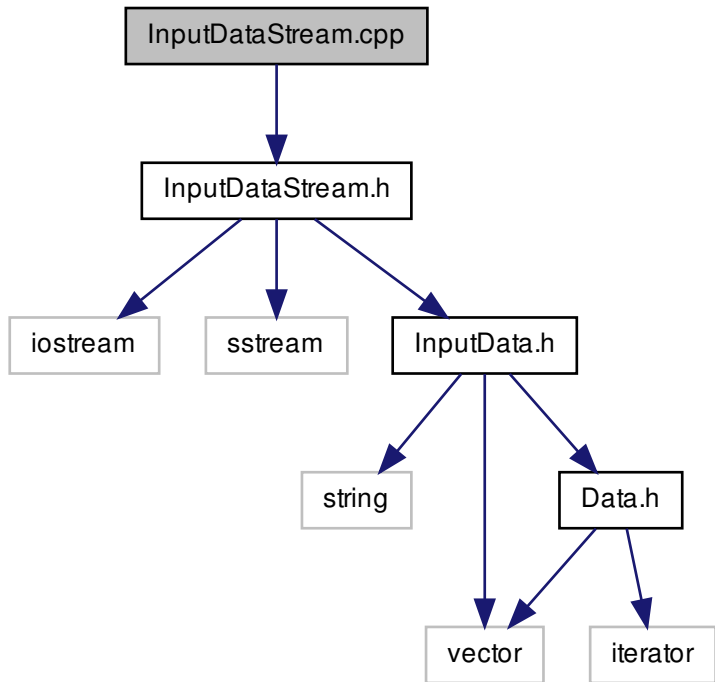 InputDataStream.cpp
InputDataStream.h
iostream
sstream
InputData.h
string
Data.h
vector
iterator